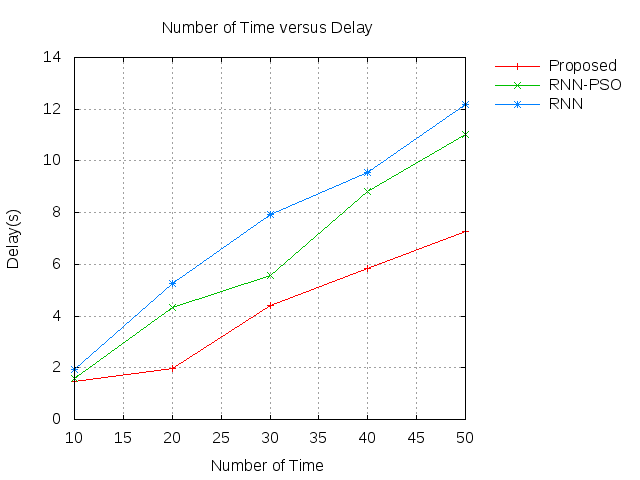 Number of Time versus Delay
Proposed
RNN-PSO
RNN
Delay(s)
14
12
10
8
6
4
2
0
10 15 20 25 30 35 40 45 50
Number of Time